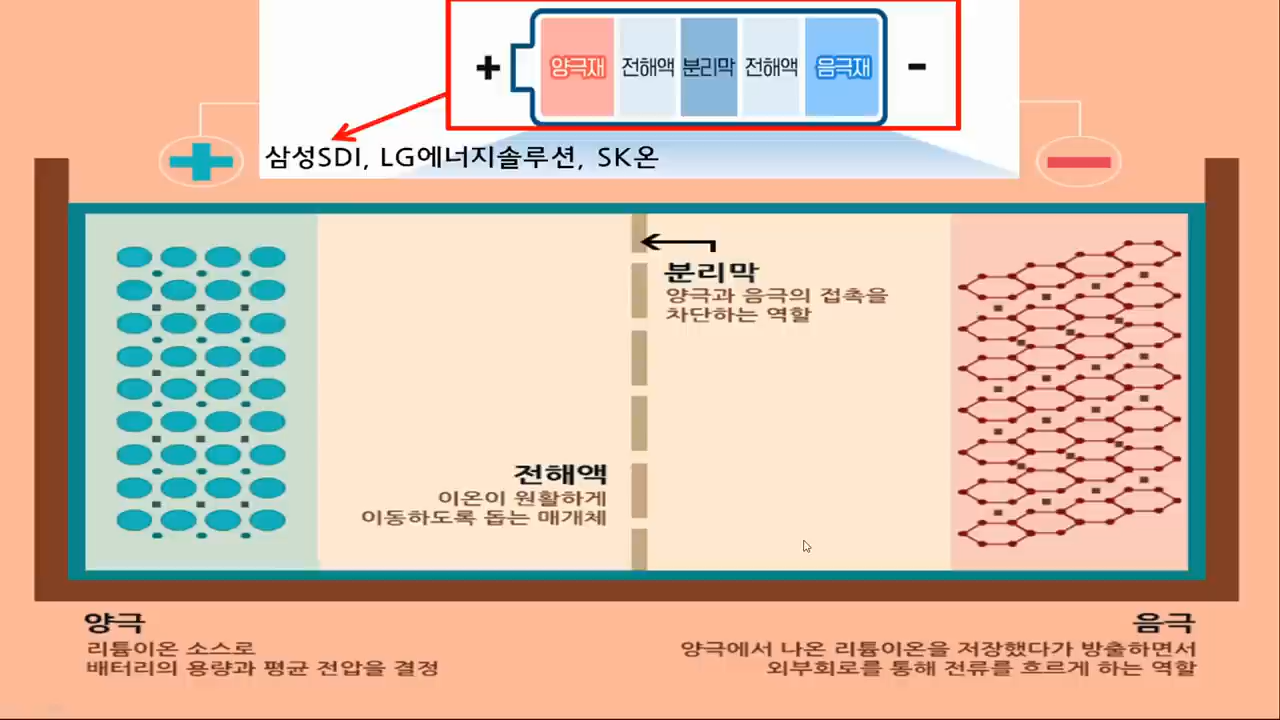 + 양극재 전해액 분리막 전해액 음극재 -
삼성SDI, LG에너지솔루션, SK온
분리막
양극과 음극의 접촉을
차단하는 역할
전해액
이온이 원활하게
이동하도록 돕는 매개체
양극
리튬이온 소스로
배터리의 용량과 평균 전압을 결정
음극
양극에서 나온 리튬이온을 저장했다가 방출하면서
외부회로를 통해 전류를 흐르게 하는 역할